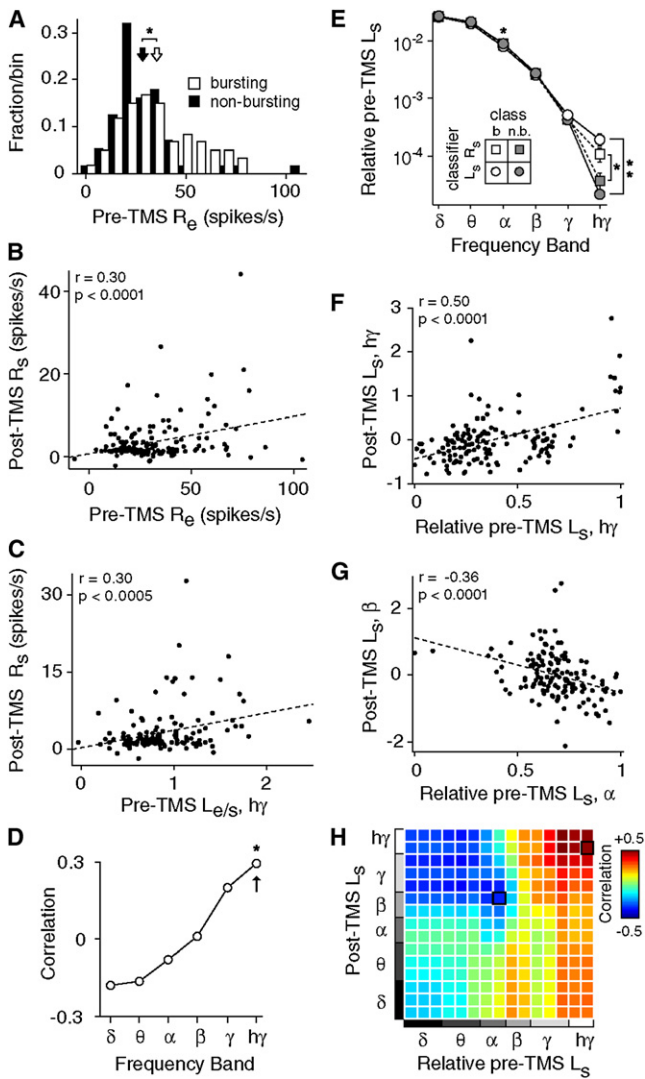 A
Fraction/bin
0.3
0.2
0.1
0
*
bursting
non-bursting
0
50
100
Pre-TMS Re (spikes/s)
B
r = 0.30
p < 0.0001
Post-TMS Rs (spikes/s)
40
20
0
0
50
100
Pre-TMS Re (spikes/s)
C
r = 0.30
p < 0.0005
Post-TMS Rs (spikes/s)
30
15
0
0
1
2
Pre-TMS Le/s, hγ
D
Correlation
0.3
0
-0.3
*
δ θ α β γ hγ
Frequency Band
E
Relative pre-TMS Ls
10-2
10-3
10-4
*
class
b n.b.
classifier
Rs
Ls
*
**
δ θ α β γ hγ
Frequency Band
F
r = 0.50
p < 0.0001
Post-TMS Ls, hγ
3
2
1
0
-1
0
0.5
1
Relative pre-TMS Ls, hγ
G
r = -0.36
p < 0.0001
Post-TMS Ls, β
2
0
-2
0
0.5
1
Relative pre-TMS Ls, α
H
Post-TMS Ls
hγ
γ
β
α
θ
δ
δ θ α β γ hγ
Relative pre-TMS Ls
+0.5
Correlation
-0.5